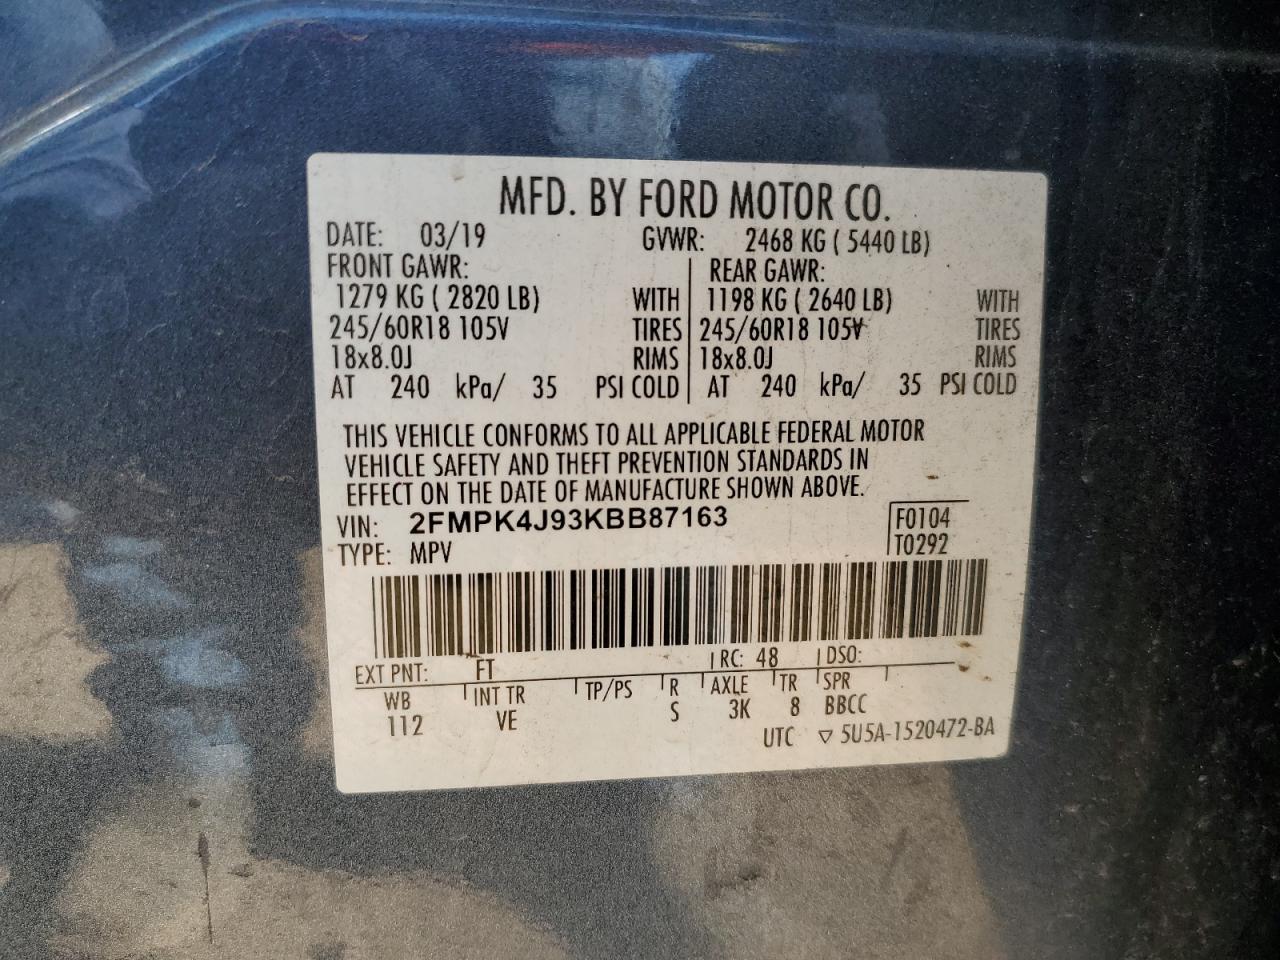 MFD. BY FORD MOTOR CO.
DATE: 03/19 GVWR: 2468 KG ( 5440 LB)
FRONT GAWR: REAR GAWR:
1279 KG ( 2820 LB) WITH 1198 KG ( 2640 LB) WITH
245/60R18 105V TIRES 245/60R18 105V TIRES
18x8.0J RIMS 18x8.0J RIMS
AT 240 kPa/ 35 PSI COLD AT 240 kPa/ 35 PSI COLD
THIS VEHICLE CONFORMS TO ALL APPLICABLE FEDERAL MOTOR
VEHICLE SAFETY AND THEFT PREVENTION STANDARDS IN
EFFECT ON THE DATE OF MANUFACTURE SHOWN ABOVE.
VIN: 2FMPK4J93KBB87163 F0104
TYPE: MPV T0292
EXT PNT: FT RC: 48 DSO:
WB INT TR TP/PS R AXLE TR SPR
112 VE S 3K 8 BBCC
UTC ▽ 5U5A-1520472-BA